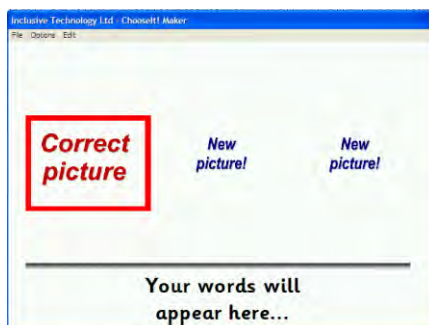 Inclusive Technology Ltd - ChooseIt! Maker
File Options Edit
Correct picture
New picture!
New picture!
Your words will
appear here...